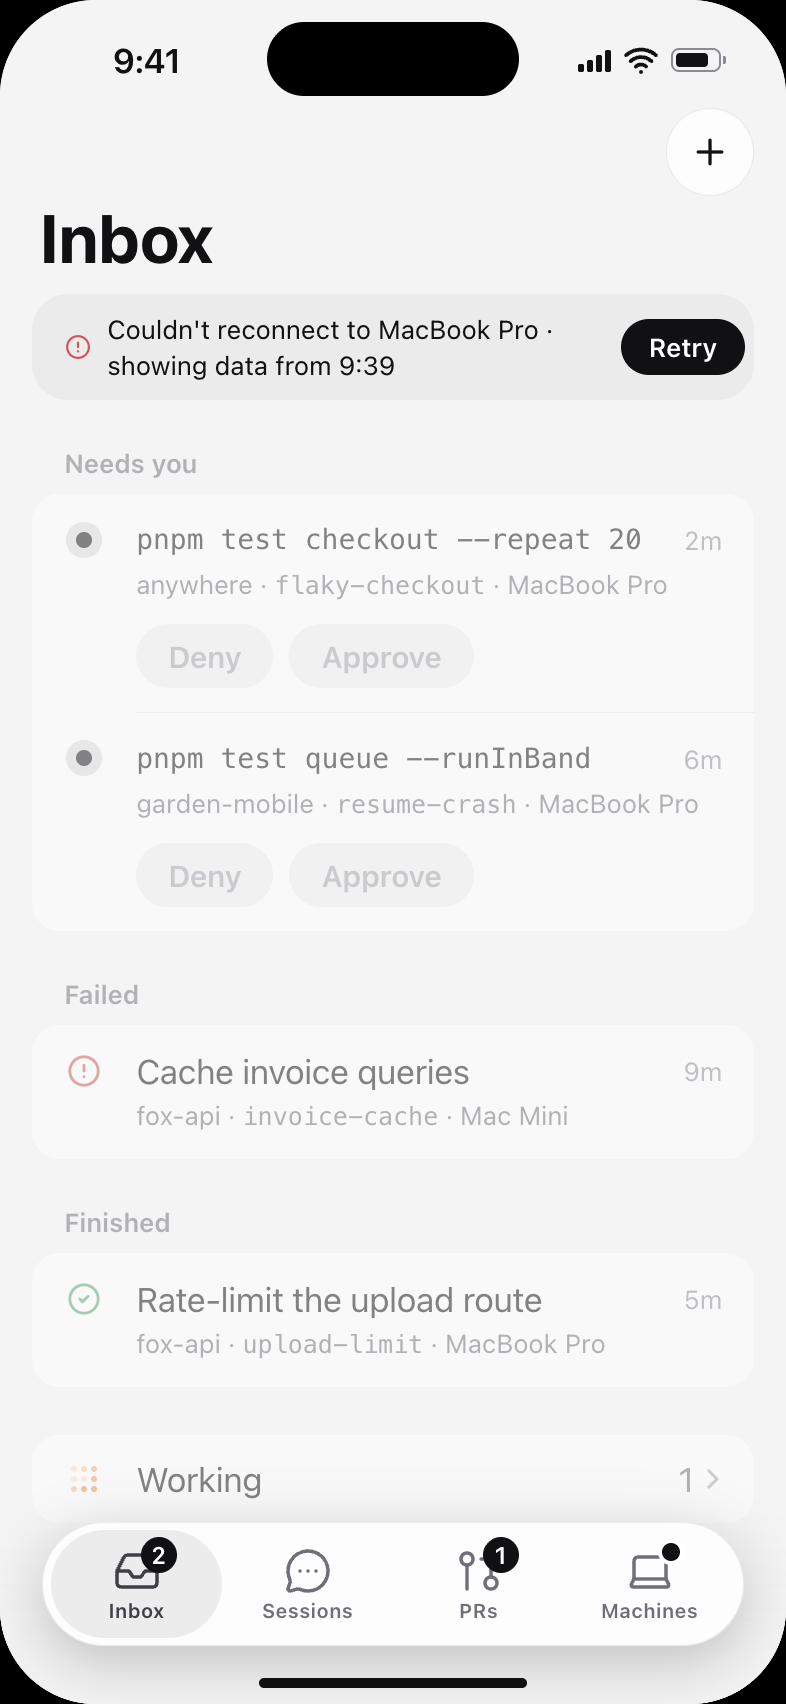 9:41
Inbox
Couldn't reconnect to MacBook Pro ·
showing data from 9:39
Retry
Needs you
pnpm test checkout --repeat 20 2m
anywhere · flaky-checkout · MacBook Pro
Deny Approve
pnpm test queue --runInBand 6m
garden-mobile · resume-crash · MacBook Pro
Deny Approve
Failed
Cache invoice queries 9m
fox-api · invoice-cache · Mac Mini
Finished
Rate-limit the upload route 5m
fox-api · upload-limit · MacBook Pro
Working 1
2 1
Inbox Sessions PRs Machines